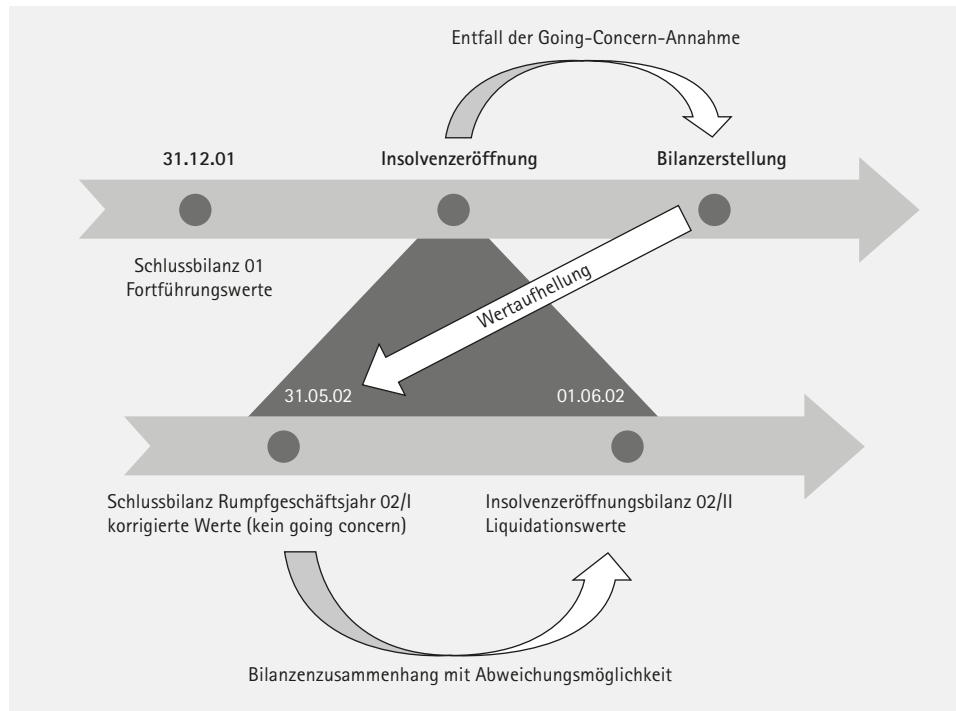 Entfall der Going-Concern-Annahme
31.12.01
Insolvenzeröffnung
Bilanzerstellung
Schlussbilanz 01
Fortführungswerte
Wertaufhellung
31.05.02
01.06.02
Schlussbilanz Rumpfgeschäftsjahr 02/I
korrigierte Werte (kein going concern)
Insolvenzeröffnungsbilanz 02/II
Liquidationswerte
Bilanzenzusammenhang mit Abweichungsmöglichkeit